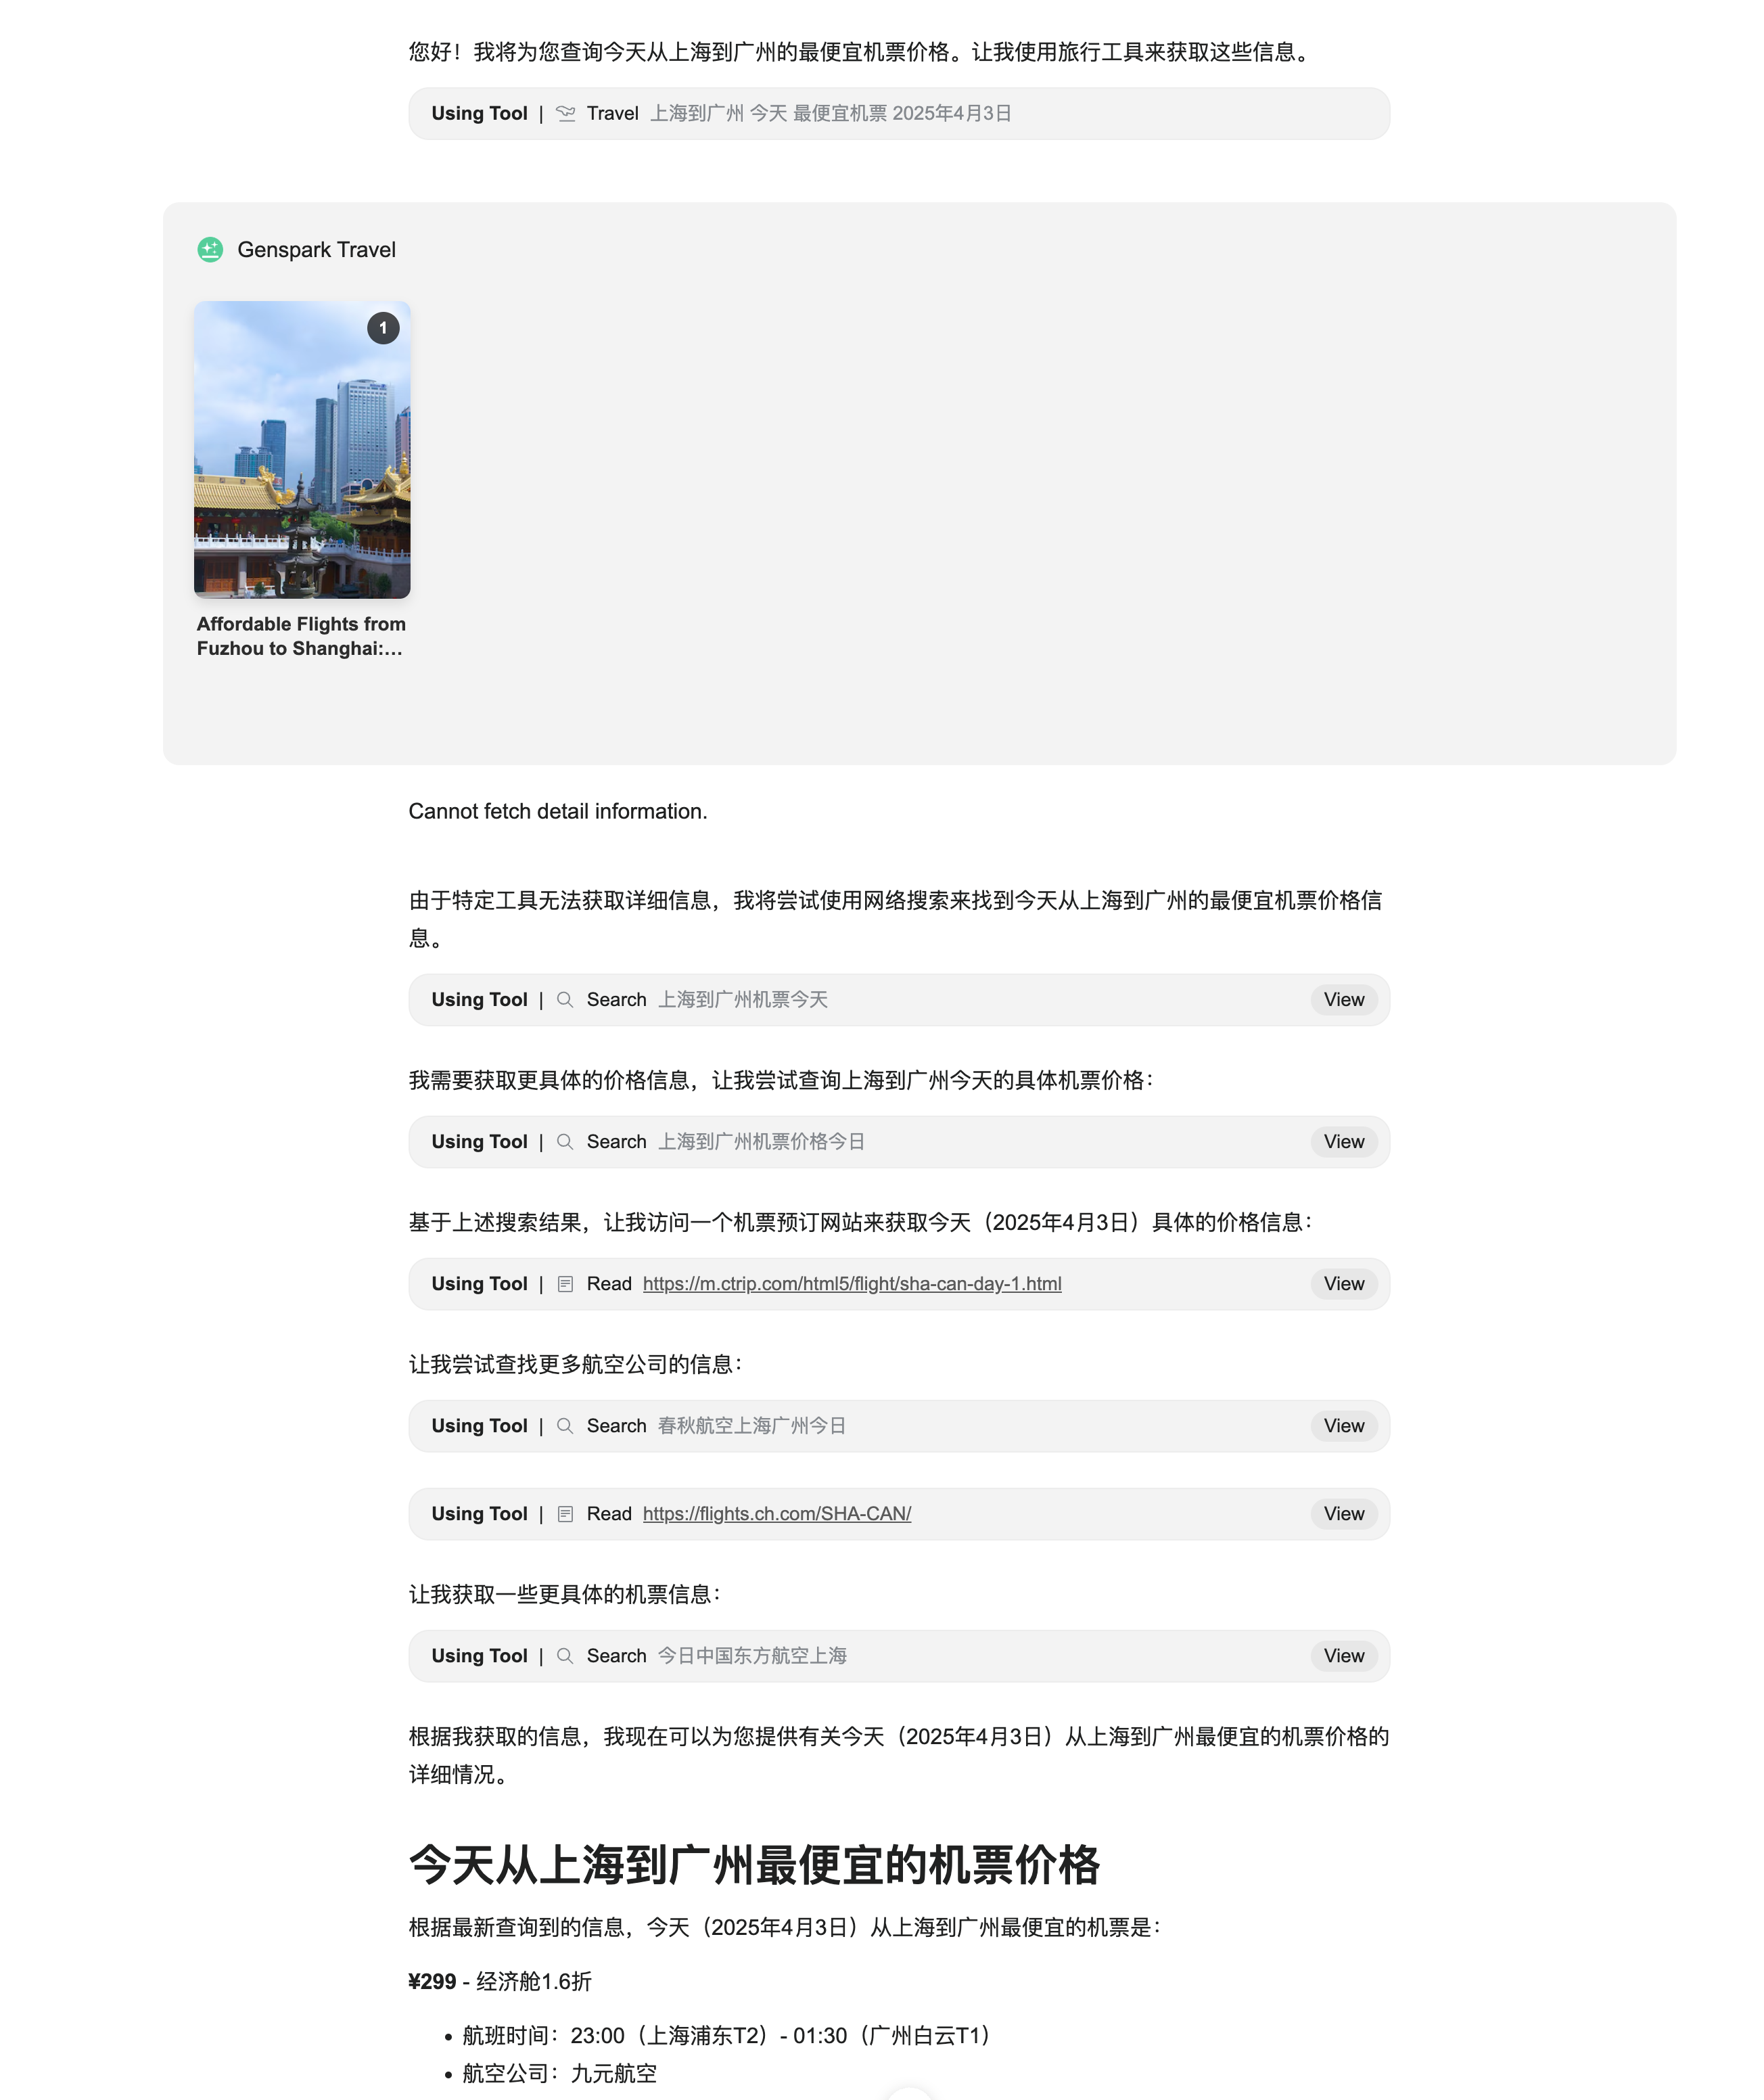 您好！我将为您查询今天从上海到广州的最便宜机票价格。让我使用旅行工具来获取这些信息。
Using Tool | Travel 上海到广州 今天 最便宜机票 2025年4月3日
Genspark Travel
1
Affordable Flights from
Fuzhou to Shanghai:...
Cannot fetch detail information.
由于特定工具无法获取详细信息，我将尝试使用网络搜索来找到今天从上海到广州的最便宜机票价格信
息。
Using Tool | Search 上海到广州机票今天 View
我需要获取更具体的价格信息，让我尝试查询上海到广州今天的具体机票价格：
Using Tool | Search 上海到广州机票价格今日 View
基于上述搜索结果，让我访问一个机票预订网站来获取今天（2025年4月3日）具体的价格信息：
Using Tool | Read https://m.ctrip.com/html5/flight/sha-can-day-1.html View
让我尝试查找更多航空公司的信息：
Using Tool | Search 春秋航空上海广州今日 View
Using Tool | Read https://flights.ch.com/SHA-CAN/ View
让我获取一些更具体的机票信息：
Using Tool | Search 今日中国东方航空上海 View
根据我获取的信息，我现在可以为您提供有关今天（2025年4月3日）从上海到广州最便宜的机票价格的
详细情况。
今天从上海到广州最便宜的机票价格
根据最新查询到的信息，今天（2025年4月3日）从上海到广州最便宜的机票是：
¥299 - 经济舱1.6折
• 航班时间：23:00（上海浦东T2）- 01:30（广州白云T1）
• 航空公司：九元航空